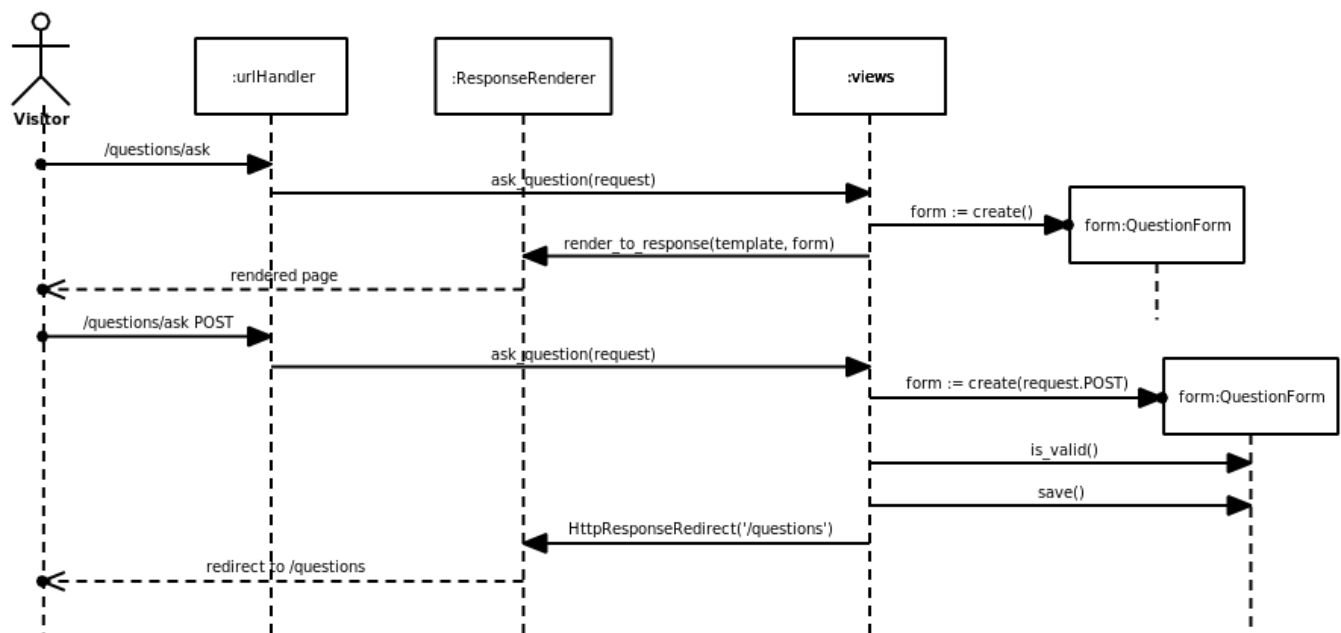 Visitor
:urlHandler
:ResponseRenderer
:views
/questions/ask
ask_question(request)
form := create()
form:QuestionForm
render_to_response(template, form)
rendered page
/questions/ask POST
ask_question(request)
form := create(request.POST)
form:QuestionForm
is_valid()
save()
HttpResponseRedirect('/questions')
redirect to /questions